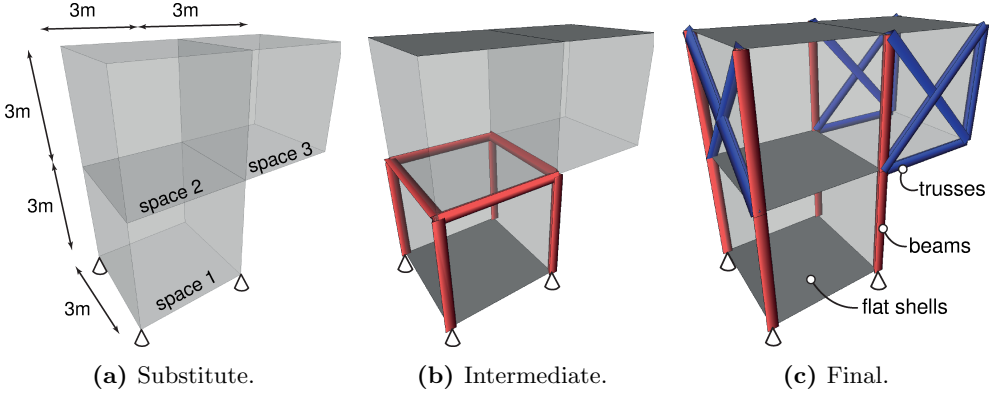 3m 3m
3m
space 3
space 2
trusses
3m
beams
space 1
3m
flat shells
(a) Substitute. (b) Intermediate. (c) Final.